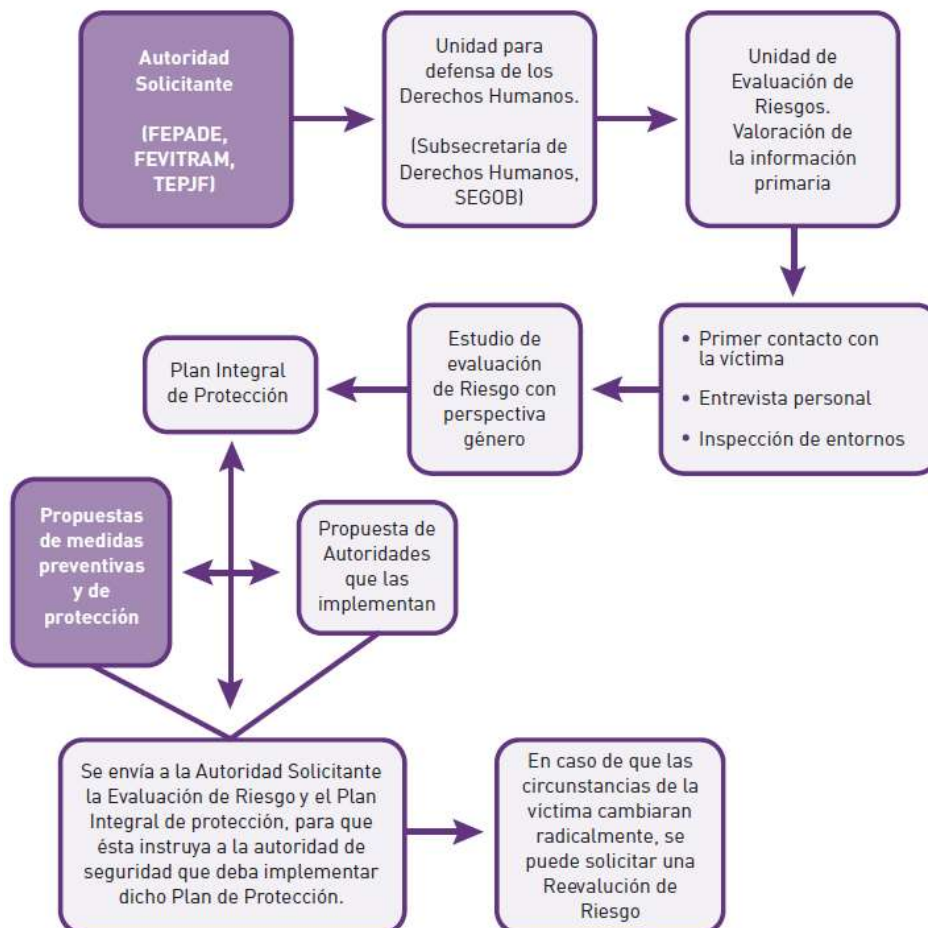 Autoridad
Solicitante
(FEPADE,
FEVITRAM,
TEPJF)
Unidad para
defensa de los
Derechos Humanos.
(Subsecretaría de
Derechos Humanos,
SEGOB)
Unidad de
Evaluación de
Riesgos.
Valoración de
la información
primaria
• Primer contacto con
la víctima
• Entrevista personal
• Inspección de entornos
Estudio de
evaluación
de Riesgo con
perspectiva
género
Plan Integral
de Protección
Propuestas
de medidas
preventivas
y de
protección
Propuesta de
Autoridades
que las
implementan
Se envía a la Autoridad Solicitante
la Evaluación de Riesgo y el Plan
Integral de protección, para que
ésta instruya a la autoridad de
seguridad que deba implementar
dicho Plan de Protección.
En caso de que las
circunstancias de la
víctima cambiaran
radicalmente, se
puede solicitar una
Reevalución de
Riesgo